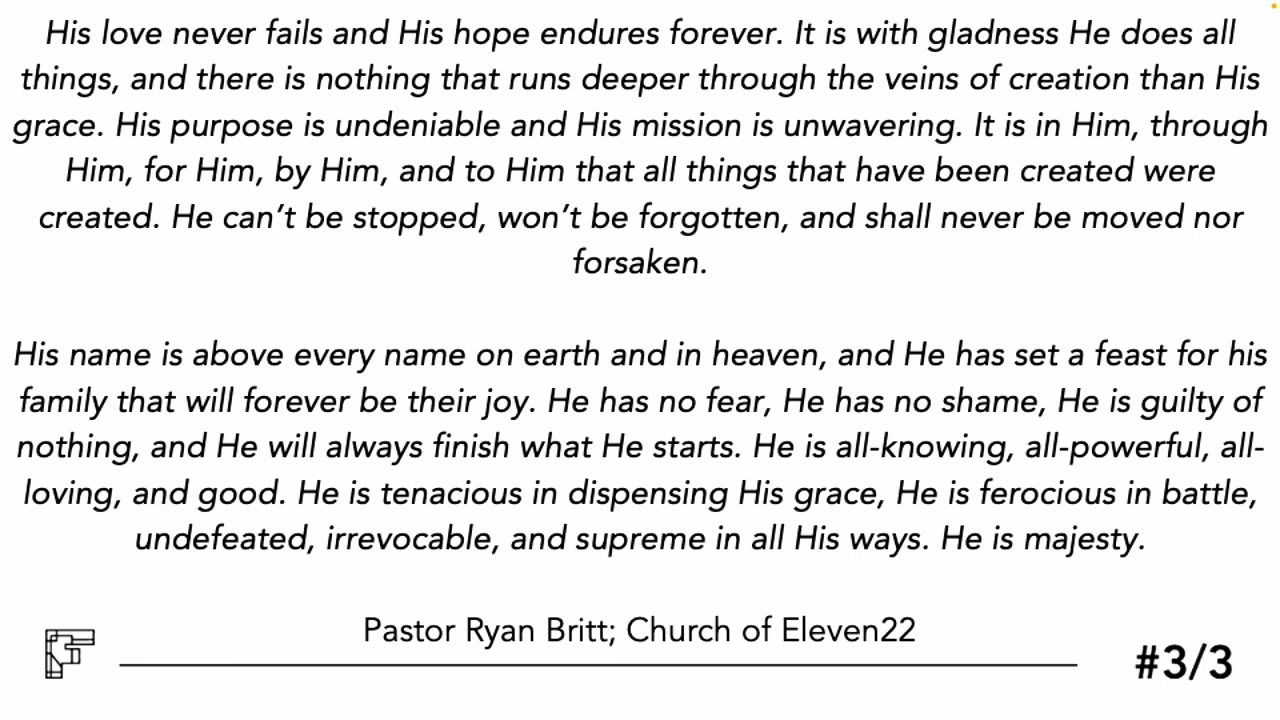 His love never fails and His hope endures forever. It is with gladness He does all
things, and there is nothing that runs deeper through the veins of creation than His
grace. His purpose is undeniable and His mission is unwavering. It is in Him, through
Him, for Him, by Him, and to Him that all things that have been created were
created. He can’t be stopped, won’t be forgotten, and shall never be moved nor
forsaken.
His name is above every name on earth and in heaven, and He has set a feast for his
family that will forever be their joy. He has no fear, He has no shame, He is guilty of
nothing, and He will always finish what He starts. He is all-knowing, all-powerful, all-
loving, and good. He is tenacious in dispensing His grace, He is ferocious in battle,
undefeated, irrevocable, and supreme in all His ways. He is majesty.
Pastor Ryan Britt; Church of Eleven22
#3/3